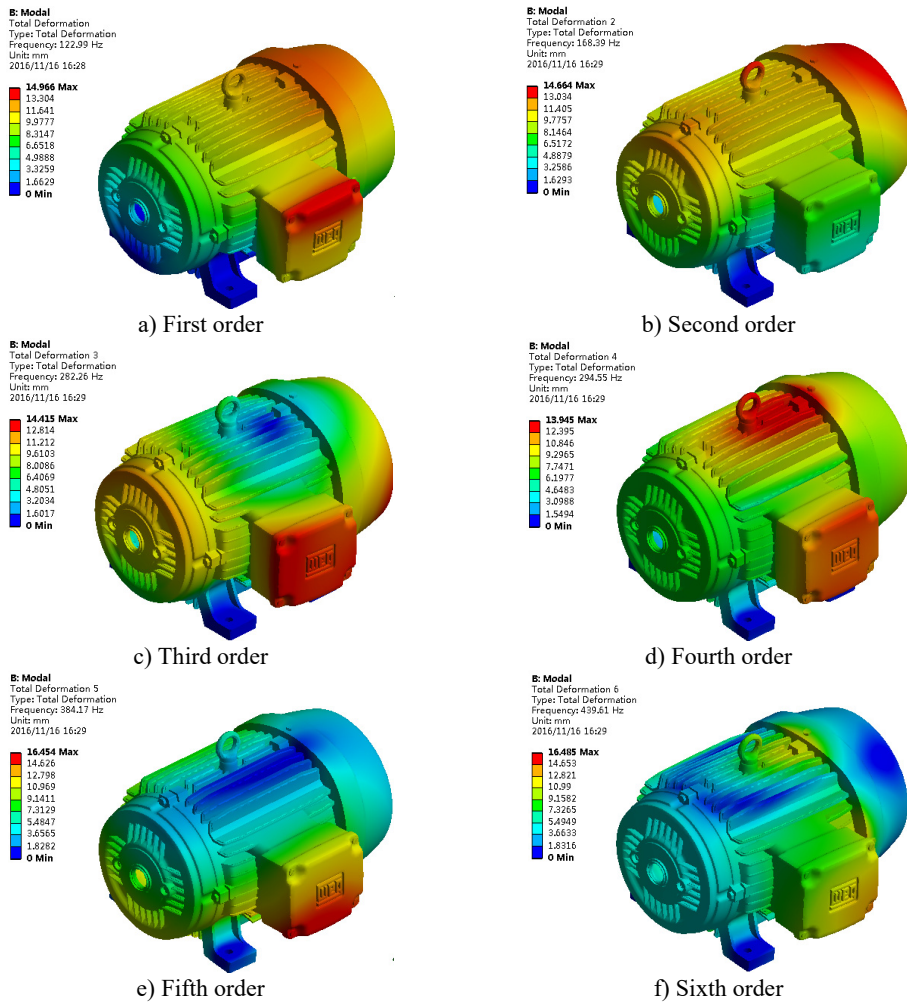 B: Modal
Total Deformation
Type: Total Deformation
Frequency: 122.99 Hz
Unit: mm
2016/11/16 16:28
14.966 Max
13.304
11.641
9.9777
8.3147
6.6518
4.9888
3.3259
1.6629
0 Min
a) First order
B: Modal
Total Deformation 2
Type: Total Deformation
Frequency: 168.39 Hz
Unit: mm
2016/11/16 16:29
14.664 Max
13.034
11.405
9.7757
8.1464
6.5172
4.8879
3.2586
1.6293
0 Min
b) Second order
B: Modal
Total Deformation 3
Type: Total Deformation
Frequency: 282.26 Hz
Unit: mm
2016/11/16 16:29
14.415 Max
12.814
11.212
9.6103
8.0086
6.4069
4.8051
3.2034
1.6017
0 Min
c) Third order
B: Modal
Total Deformation 4
Type: Total Deformation
Frequency: 294.55 Hz
Unit: mm
2016/11/16 16:29
13.945 Max
12.395
10.846
9.2965
7.7471
6.1977
4.6483
3.0988
1.5494
0 Min
d) Fourth order
B: Modal
Total Deformation 5
Type: Total Deformation
Frequency: 384.17 Hz
Unit: mm
2016/11/16 16:29
16.454 Max
14.626
12.798
10.969
9.1411
7.3129
5.4847
3.6565
1.8282
0 Min
e) Fifth order
B: Modal
Total Deformation 6
Type: Total Deformation
Frequency: 439.61 Hz
Unit: mm
2016/11/16 16:29
16.485 Max
14.653
12.821
10.99
9.1582
7.3265
5.4949
3.6633
1.8316
0 Min
f) Sixth order